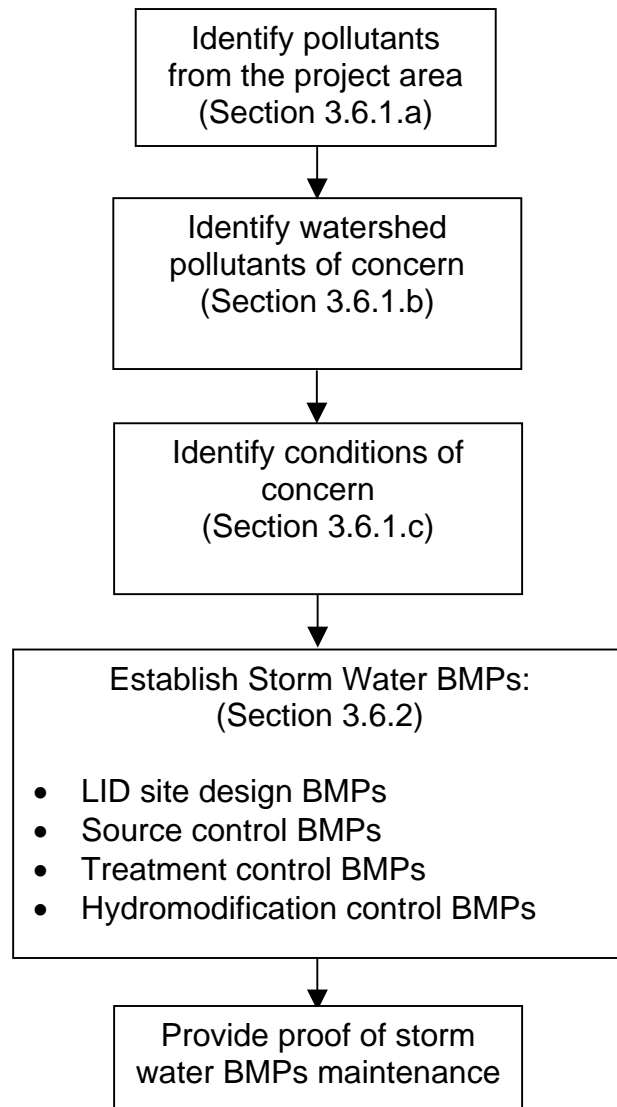 Identify pollutants
from the project area
(Section 3.6.1.a)
Identify watershed
pollutants of concern
(Section 3.6.1.b)
Identify conditions of
concern
(Section 3.6.1.c)
Establish Storm Water BMPs:
(Section 3.6.2)
• LID site design BMPs
• Source control BMPs
• Treatment control BMPs
• Hydromodification control BMPs
Provide proof of storm
water BMPs maintenance